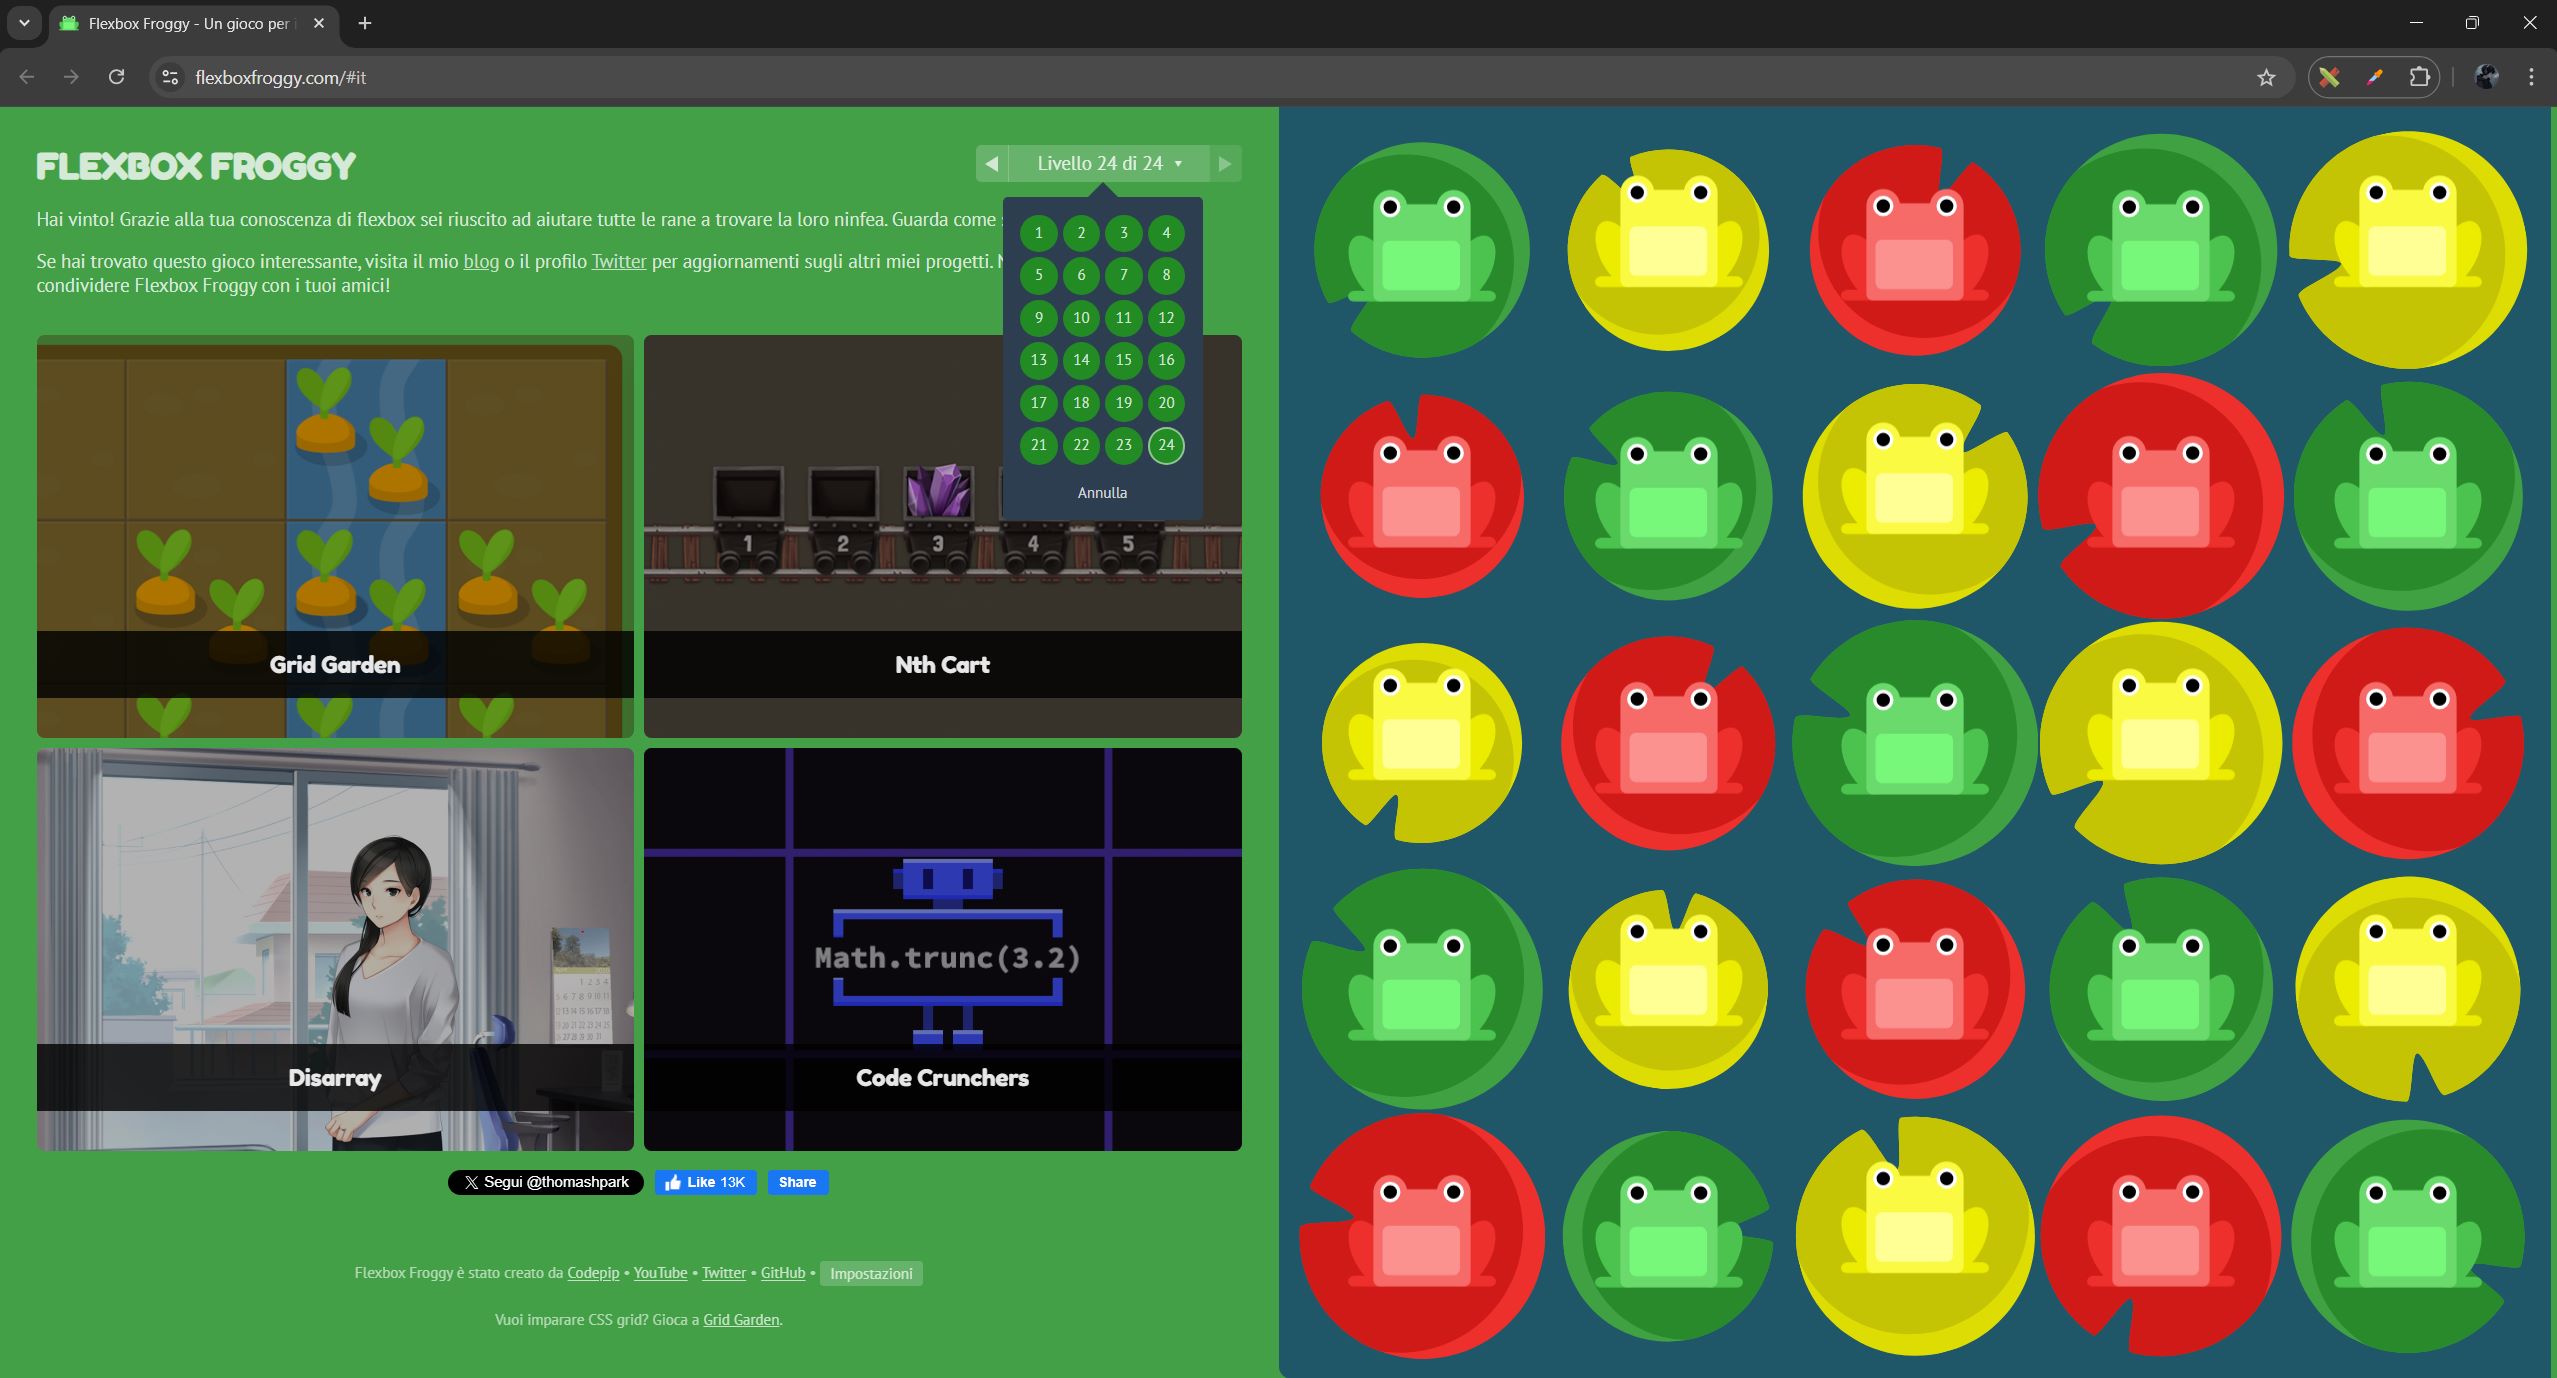 Flexbox Froggy - Un gioco per i
flexboxfroggy.com/#it
FLEXBOX FROGGY
Livello 24 di 24
Hai vinto! Grazie alla tua conoscenza di flexbox sei riuscito ad aiutare tutte le rane a trovare la loro ninfea. Guarda come
Se hai trovato questo gioco interessante, visita il mio blog o il profilo Twitter per aggiornamenti sugli altri miei progetti.
condividere Flexbox Froggy con i tuoi amici!
1 2 3 4
5 6 7 8
9 10 11 12
13 14 15 16
17 18 19 20
21 22 23 24
Annulla
1 2 3 4 5
Grid Garden
Nth Cart
Math.trunc(3.2)
Disarray
Code Crunchers
X Segui @thomashpark
Like 13K
Share
Flexbox Froggy è stato creato da Codepip • YouTube • Twitter • GitHub • Impostazioni
Vuoi imparare CSS grid? Gioca a Grid Garden.